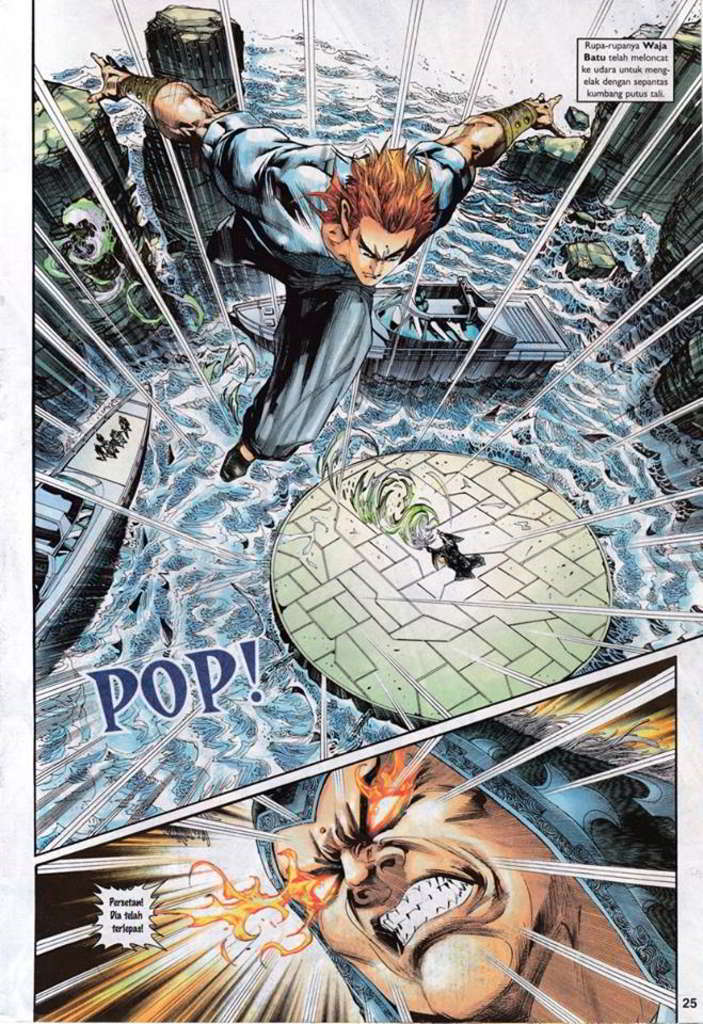 Rupa-rupanya Waja
Batu telah meloncat
ke udara untuk meng-
elak dengan sepantas
kumbang putus tali.
POP!
Persetan!
Dia telah
terlepas!
25